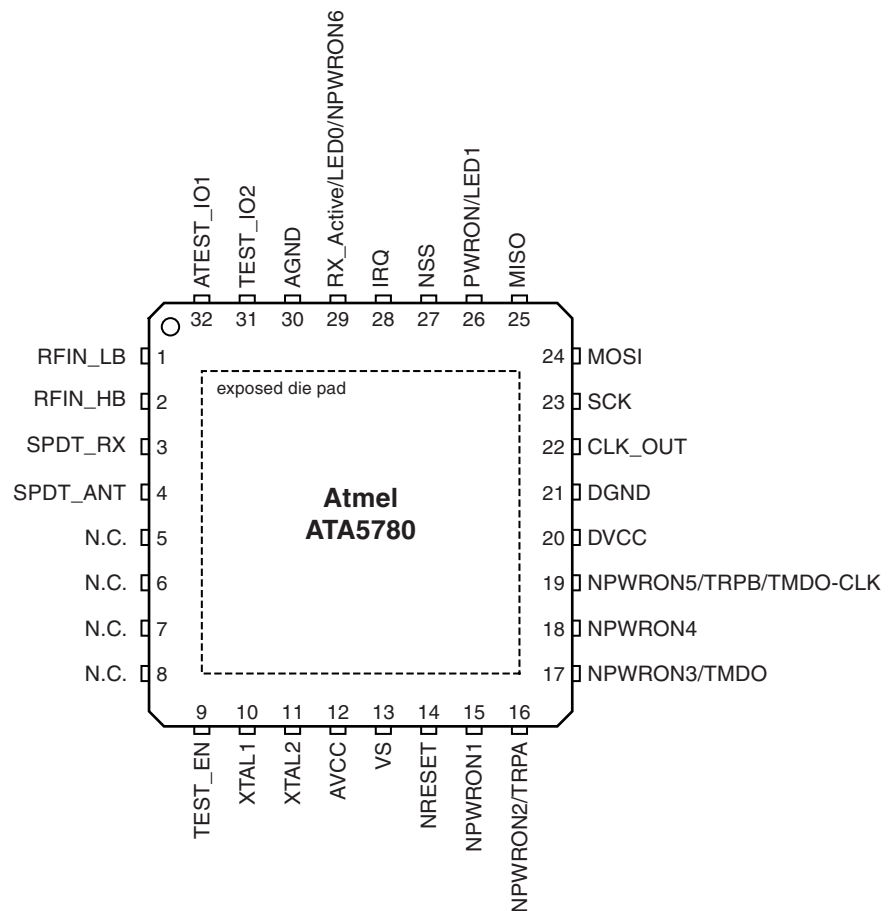 ATEST_IO1
TEST_IO2
AGND
RX_Active/LED0/NPWRON6
IRQ
NSS
PWRON/LED1
MISO
32 31 30 29 28 27 26 25
RFIN_LB 1
RFIN_HB 2
SPDT_RX 3
SPDT_ANT 4
N.C. 5
N.C. 6
N.C. 7
N.C. 8
exposed die pad
Atmel
ATA5780
24 MOSI
23 SCK
22 CLK_OUT
21 DGND
20 DVCC
19 NPWRON5/TRPB/TMDO-CLK
18 NPWRON4
17 NPWRON3/TMDO
9 10 11 12 13 14 15 16
TEST_EN
XTAL1
XTAL2
AVCC
VS
NRESET
NPWRON1
NPWRON2/TRPA